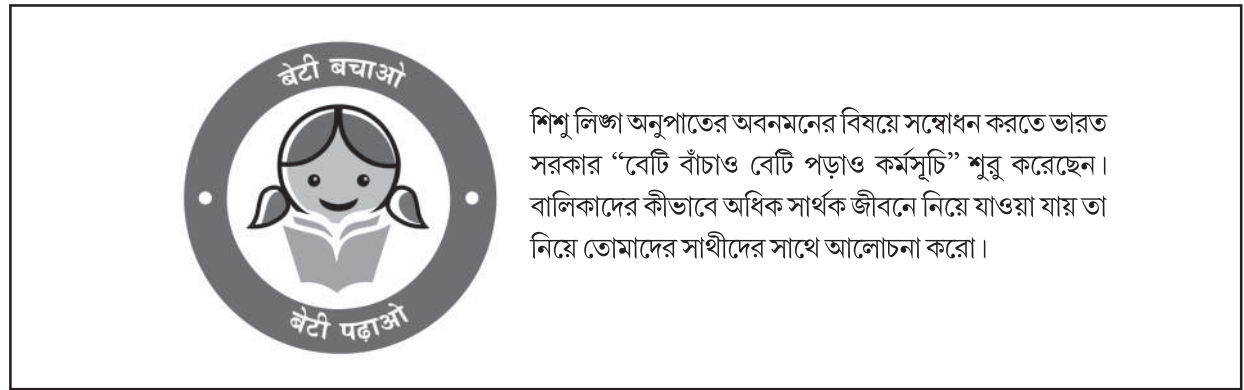 बेटी बचाओ
बेटी पढ़ाओ
শিশু লিঙ্গ অনুপাতের অবনমনের বিষয়ে সম্বোধন করতে ভারত
সরকার “বেটি বাঁচাও বেটি পড়াও কর্মসূচি” শুরু করেছেন।
বালিকাদের কীভাবে অধিক সার্থক জীবনে নিয়ে যাওয়া যায় তা
নিয়ে তোমাদের সাথীদের সাথে আলোচনা করো।